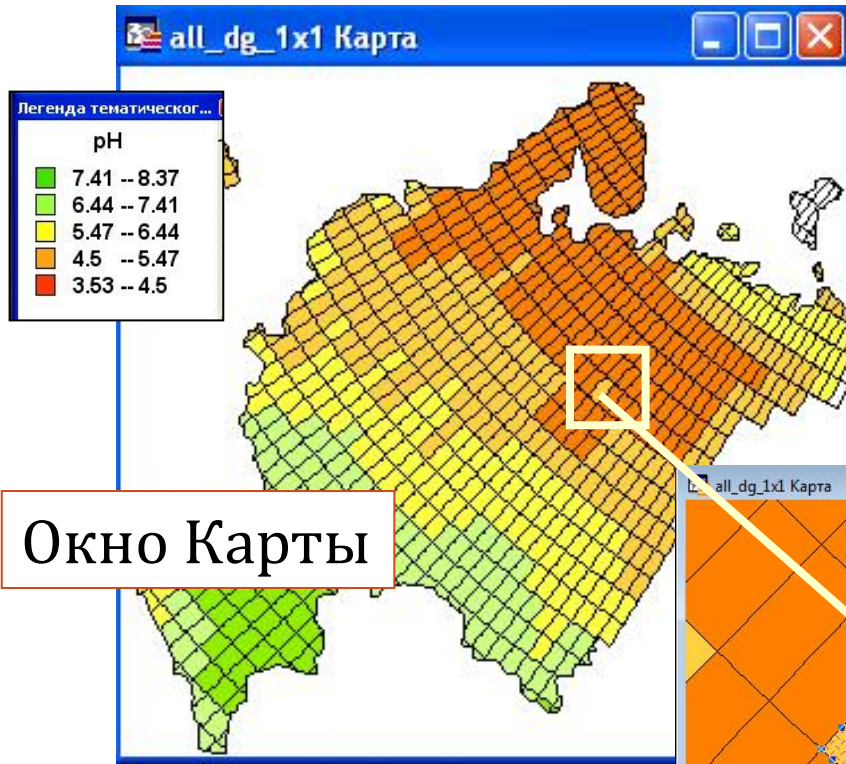 all_dg_1x1 Карта
Легенда тематическог...
pH
7.41 -- 8.37
6.44 -- 7.41
5.47 -- 6.44
4.5 -- 5.47
3.53 -- 4.5
Окно Карты
all_dg_1x1 Карта